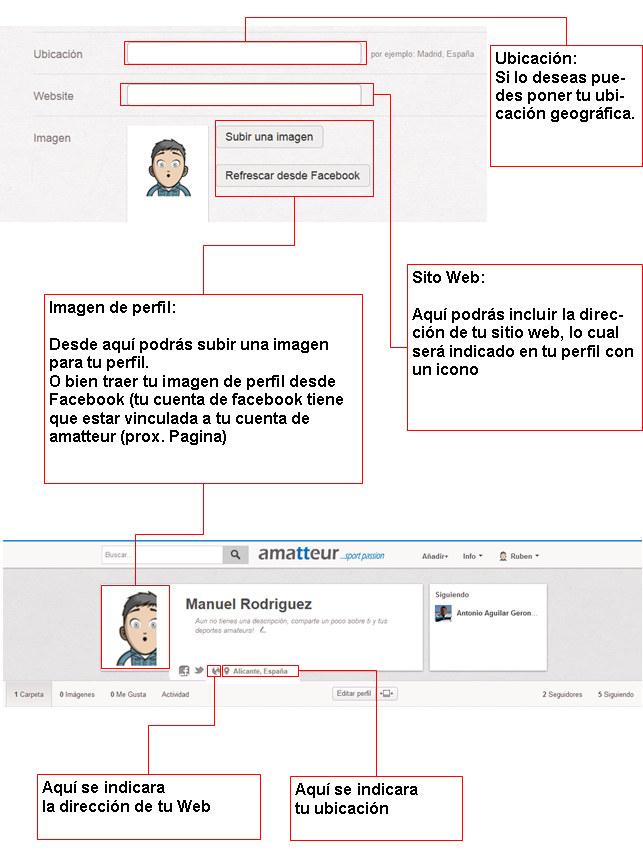 Ubicación
por ejemplo: Madrid, España
Website
Imagen
Subir una imagen
Refrescar desde Facebook
Ubicación:
Si lo deseas pue-
des poner tu ubi-
cación geográfica.
Sito Web:
Aquí podrás incluir la direc-
ción de tu sitio web, lo cual
será indicado en tu perfil con
un icono
Imagen de perfil:
Desde aquí podrás subir una imagen
para tu perfil.
O bien traer tu imagen de perfil desde
Facebook (tu cuenta de facebook tiene
que estar vinculada a tu cuenta de
amatteur (prox. Pagina)
Buscar...
amatteur ...sport passion
Añadir+ Info Ruben
Manuel Rodriguez
Aun no tienes una descripción, comparte un poco sobre ti y tus
deportes amateurs!
Siguiendo
Antonio Aguilar Geron...
Alicante, España
1 Carpeta 0 Imágenes 0 Me Gusta Actividad Editar perfil 2 Seguidores 5 Siguiendo
Aquí se indicara
la dirección de tu Web
Aquí se indicara
tu ubicación